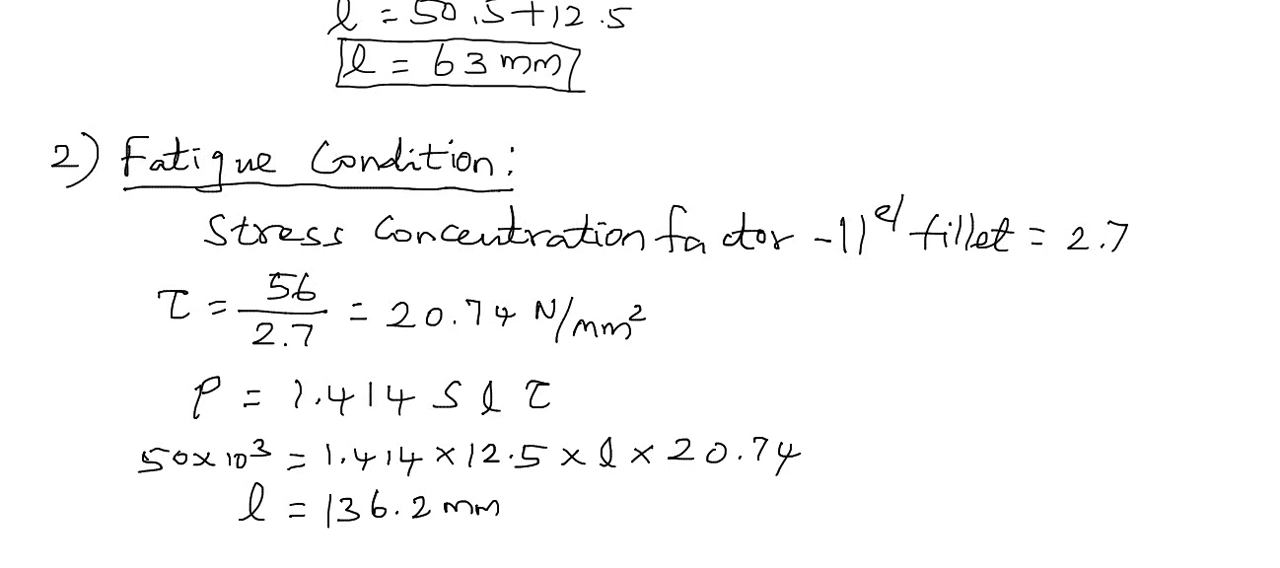 l = 50.5+12.5
l = 63 mm
2) Fatigue Condition:
Stress Concentration factor - 11el fillet = 2.7
τ = 56/2.7 = 20.74 N/mm²
P = 1.414 S l τ
50×10³ = 1.414 × 12.5 × l × 20.74
l = 136.2 mm